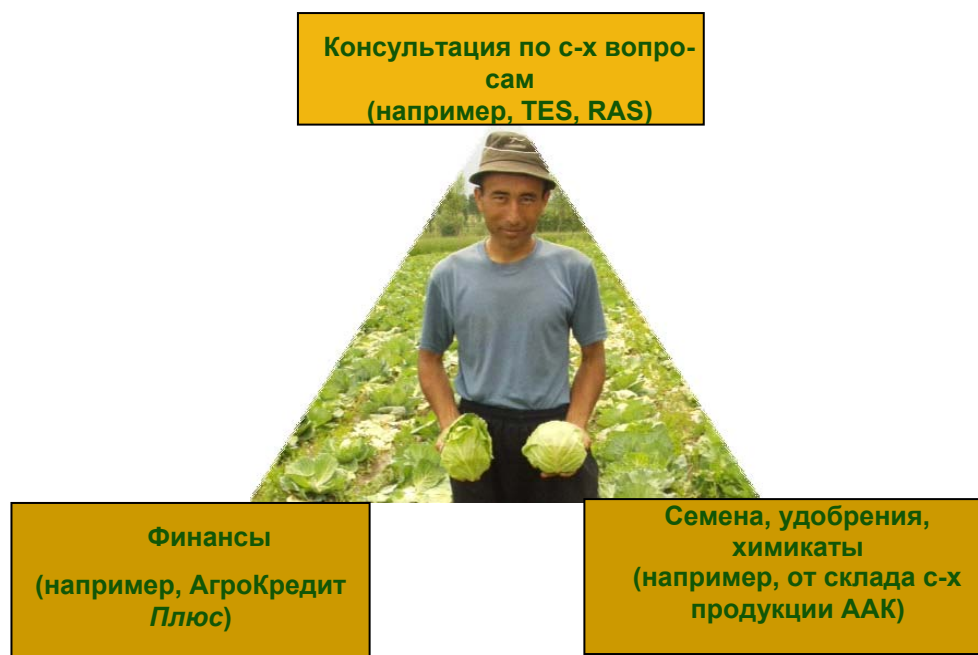 Консультация по с-х вопро-
сам
(например, TES, RAS)
Финансы
(например, АгроКредит
Плюс)
Семена, удобрения,
химикаты
(например, от склада с-х
продукции ААК)